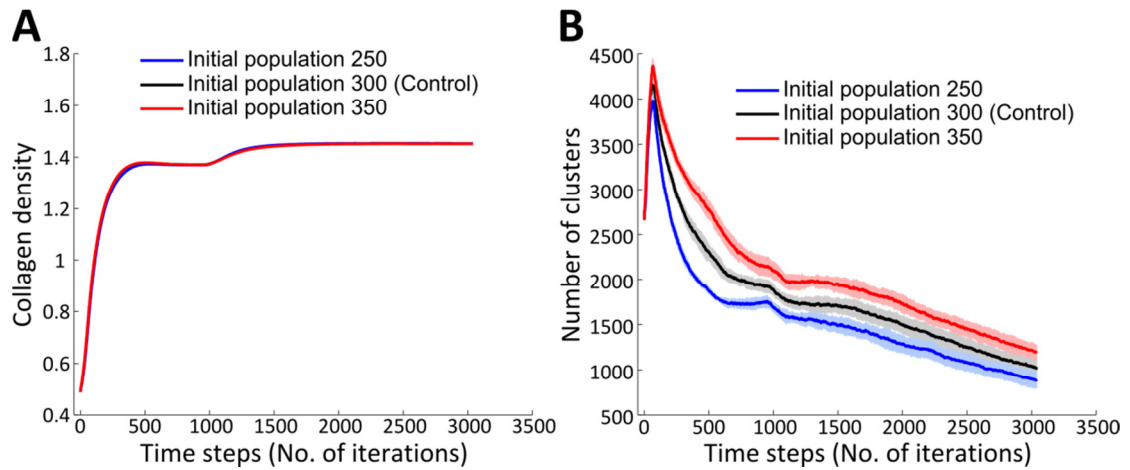 A
Initial population 250
Initial population 300 (Control)
Initial population 350
Collagen density
1.8
1.6
1.4
1.2
1
0.8
0.6
0.4
0 500 1000 1500 2000 2500 3000 3500
Time steps (No. of iterations)
B
Initial population 250
Initial population 300 (Control)
Initial population 350
Number of clusters
4500
4000
3500
3000
2500
2000
1500
1000
500
0 500 1000 1500 2000 2500 3000 3500
Time steps (No. of iterations)